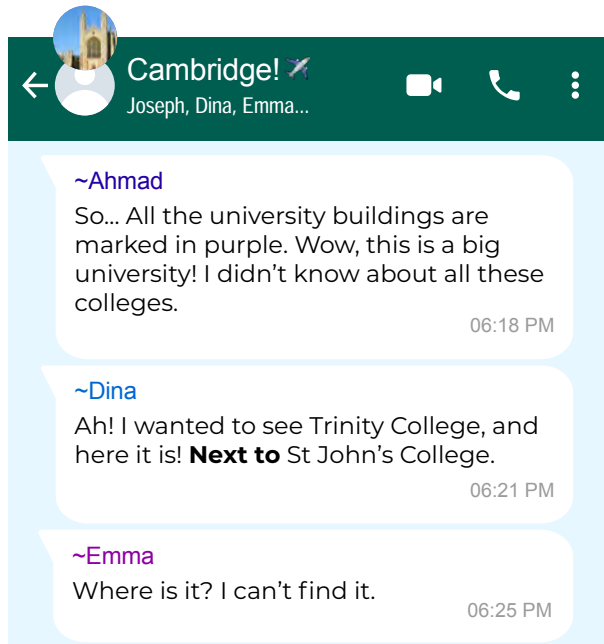 Cambridge!
Joseph, Dina, Emma...
~Ahmad
So... All the university buildings are
marked in purple. Wow, this is a big
university! I didn’t know about all these
colleges.
06:18 PM
~Dina
Ah! I wanted to see Trinity College, and
here it is! Next to St John’s College.
06:21 PM
~Emma
Where is it? I can’t find it.
06:25 PM